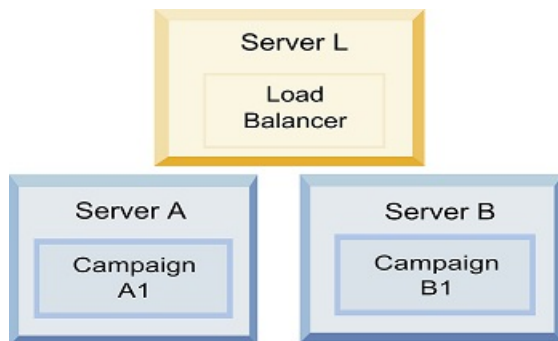 Server L
Load
Balancer
Server A
Campaign
A1
Server B
Campaign
B1